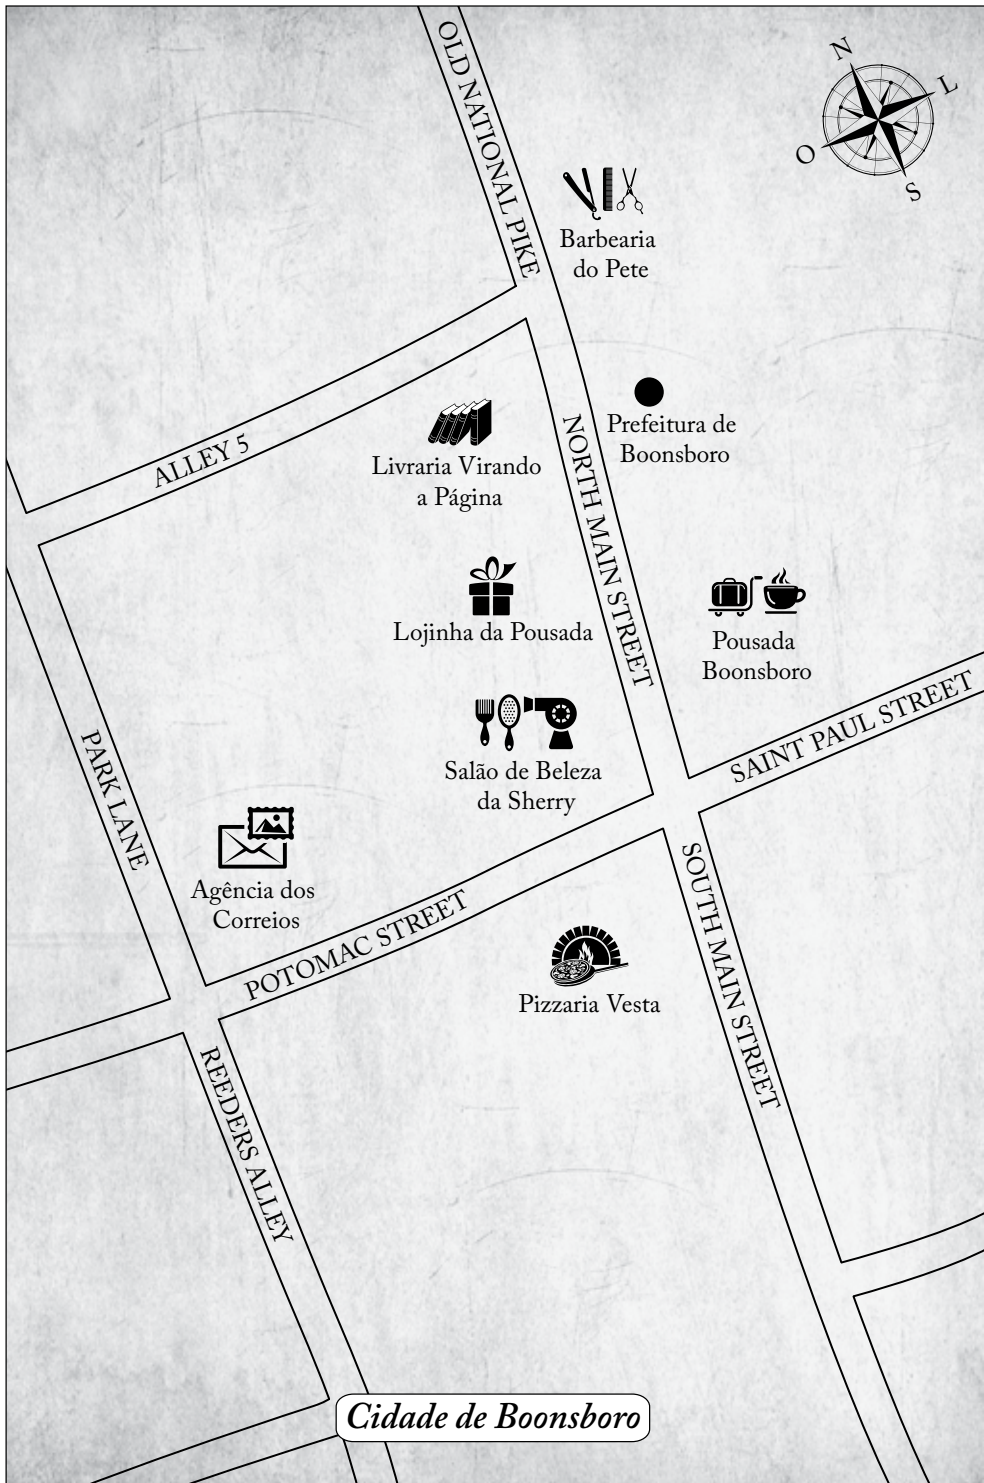 OLD NATIONAL PIKE
N
L
O
S
Barbearia
do Pete
Prefeitura de
Boonsboro
NORTH MAIN STREET
Livraria Virando
a Página
ALLEY 5
Lojinha da Pousada
Pousada
Boonsboro
SAINT PAUL STREET
Salão de Beleza
da Sherry
PARK LANE
Agência dos
Correios
POTOMAC STREET
SOUTH MAIN STREET
Pizzaria Vesta
REEDERS ALLEY
Cidade de Boonsboro